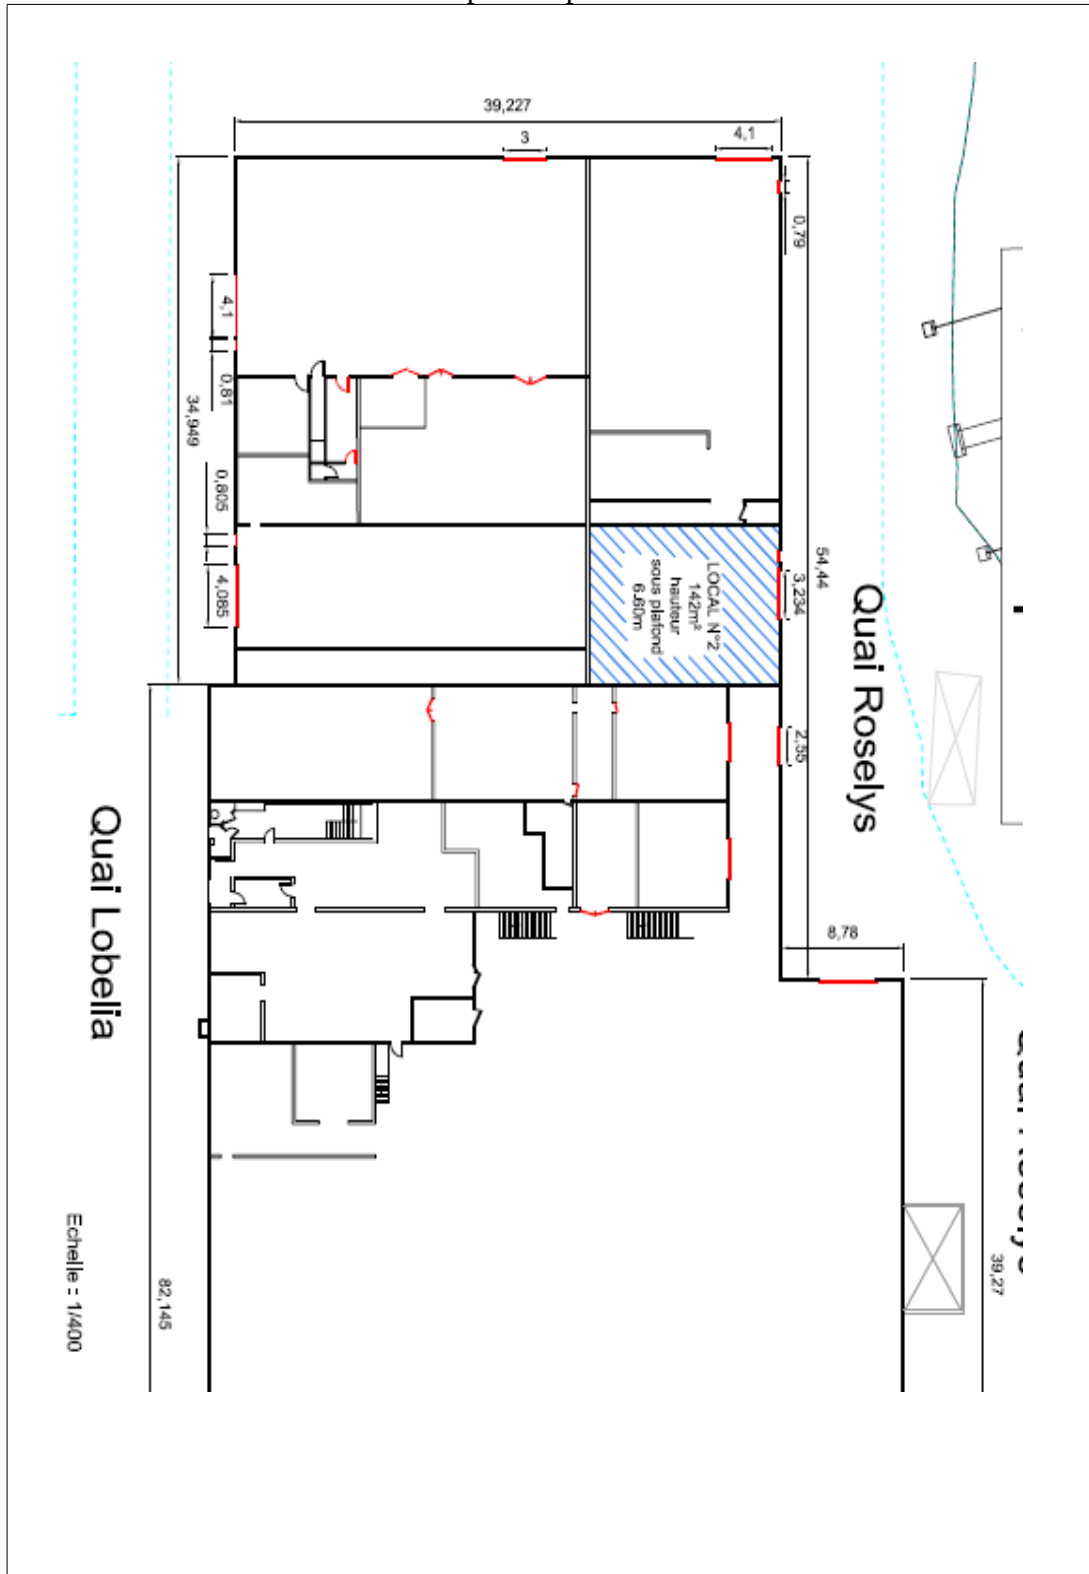 39,227
3
4,1
0,79
4,1
0,81
34,949
0,805
4,085
54,44
3,234
LOCAL N°2
142m²
hauteur
sous plafond
6.60m
Quai Roselys
2,55
8,78
Quai Lobelia
39,27
82,145
Echelle = 1/400